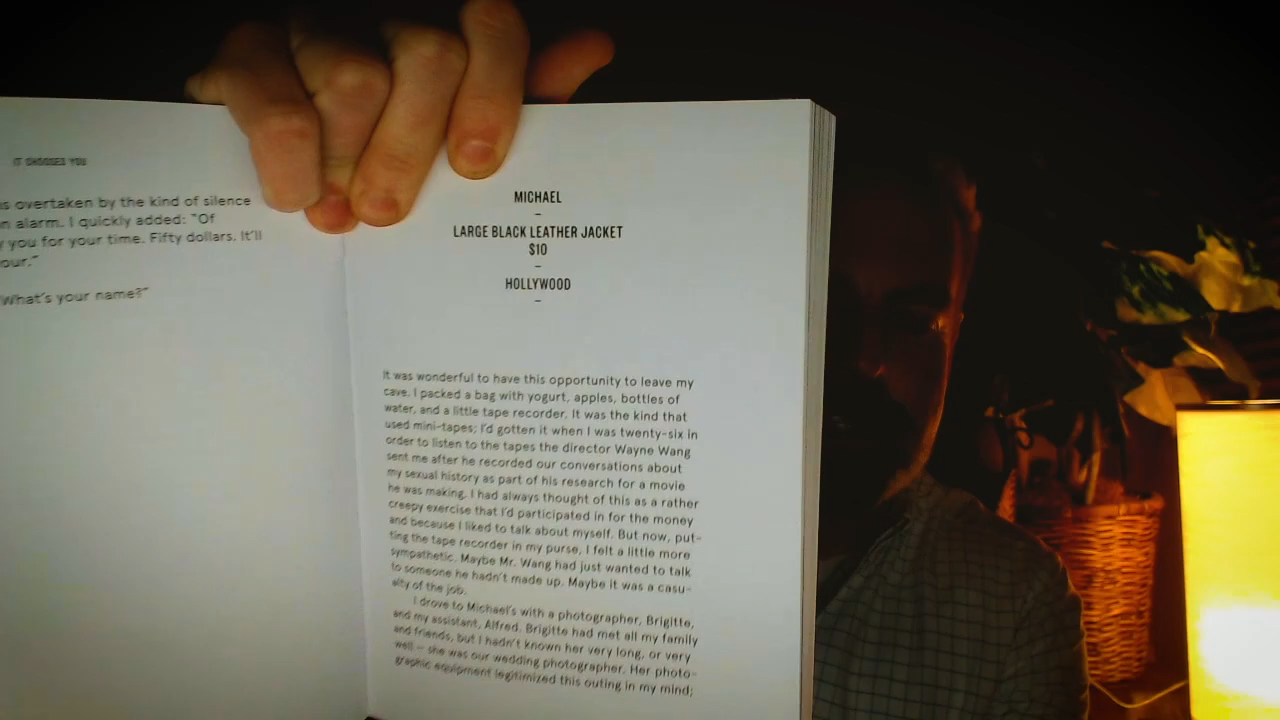 IT CHOOSES YOU
s overtaken by the kind of silence
n alarm. I quickly added: “Of
y you for your time. Fifty dollars. It’ll
our.”
What’s your name?”
MICHAEL
–
LARGE BLACK LEATHER JACKET
$10
–
HOLLYWOOD
–
It was wonderful to have this opportunity to leave my
cave. I packed a bag with yogurt, apples, bottles of
water, and a little tape recorder. It was the kind that
used mini-tapes; I’d gotten it when I was twenty-six in
order to listen to the tapes the director Wayne Wang
sent me after he recorded our conversations about
my sexual history as part of his research for a movie
he was making. I had always thought of this as a rather
creepy exercise that I’d participated in for the money
and because I liked to talk about myself. But now, put-
ting the tape recorder in my purse, I felt a little more
sympathetic. Maybe Mr. Wang had just wanted to talk
to someone he hadn’t made up. Maybe it was a casu-
alty of the job.
I drove to Michael’s with a photographer, Brigitte,
and my assistant, Alfred. Brigitte had met all my family
and friends, but I hadn’t known her very long, or very
well – she was our wedding photographer. Her photo-
graphic equipment legitimized this outing in my mind;